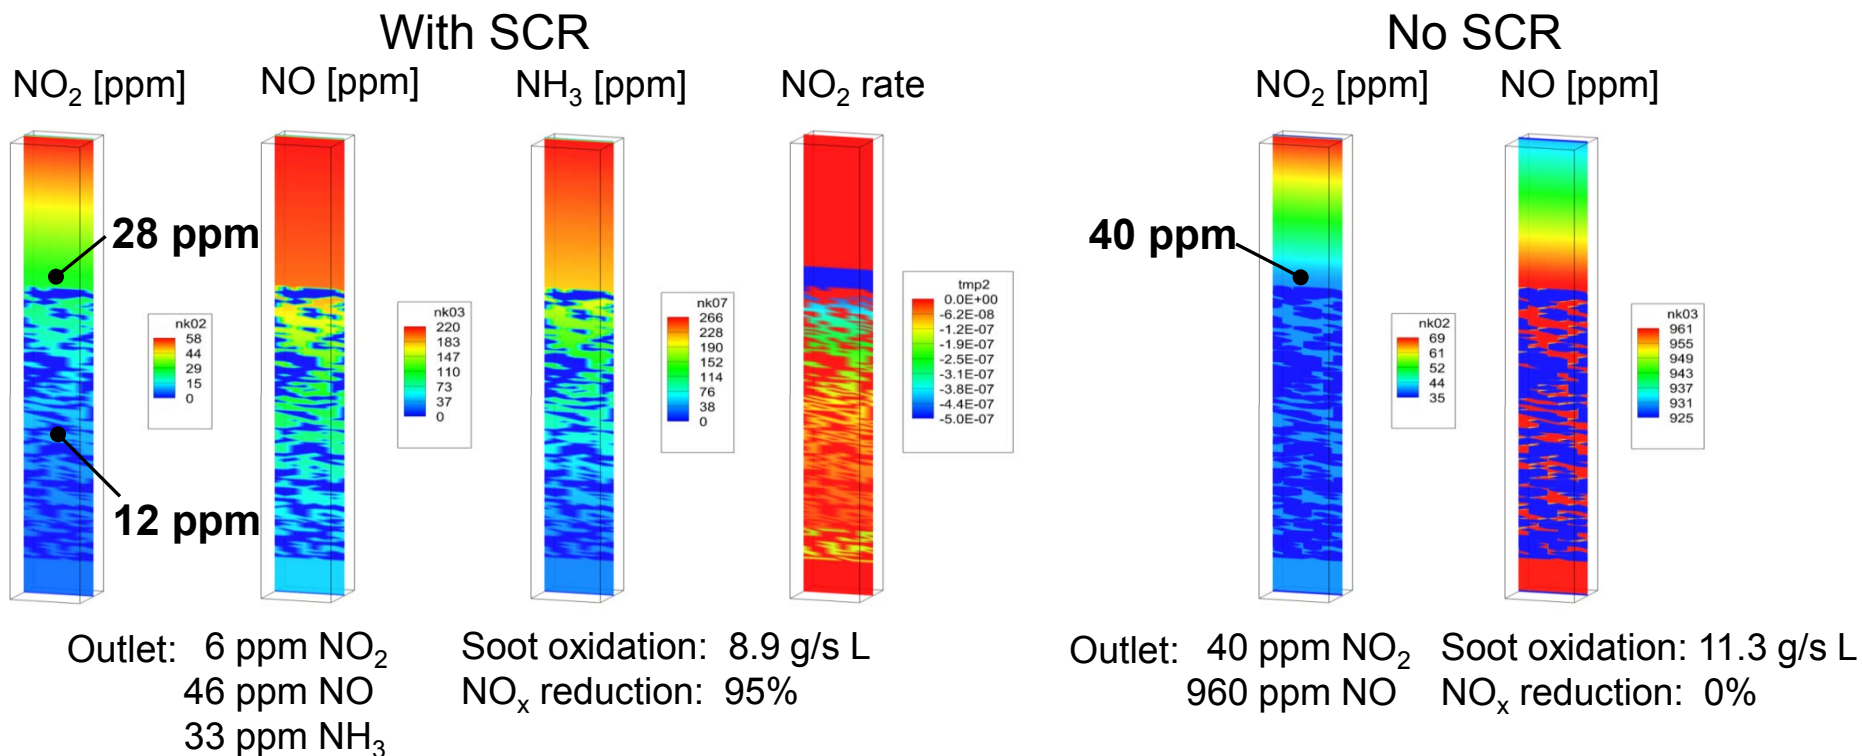 With SCR
NO₂ [ppm]
NO [ppm]
NH₃ [ppm]
NO₂ rate
28 ppm
12 ppm
nk02
58
44
29
15
0
nk03
220
183
147
110
73
37
0
nk07
266
228
190
152
114
76
38
0
tmp2
0.0E+00
-6.2E-08
-1.2E-07
-1.9E-07
-2.5E-07
-3.1E-07
-3.8E-07
-4.4E-07
-5.0E-07
Outlet: 6 ppm NO₂
46 ppm NO
33 ppm NH₃
Soot oxidation: 8.9 g/s L
NOₓ reduction: 95%
No SCR
NO₂ [ppm]
NO [ppm]
40 ppm
nk02
69
61
52
44
35
nk03
961
955
949
943
937
931
925
Outlet: 40 ppm NO₂
960 ppm NO
Soot oxidation: 11.3 g/s L
NOₓ reduction: 0%